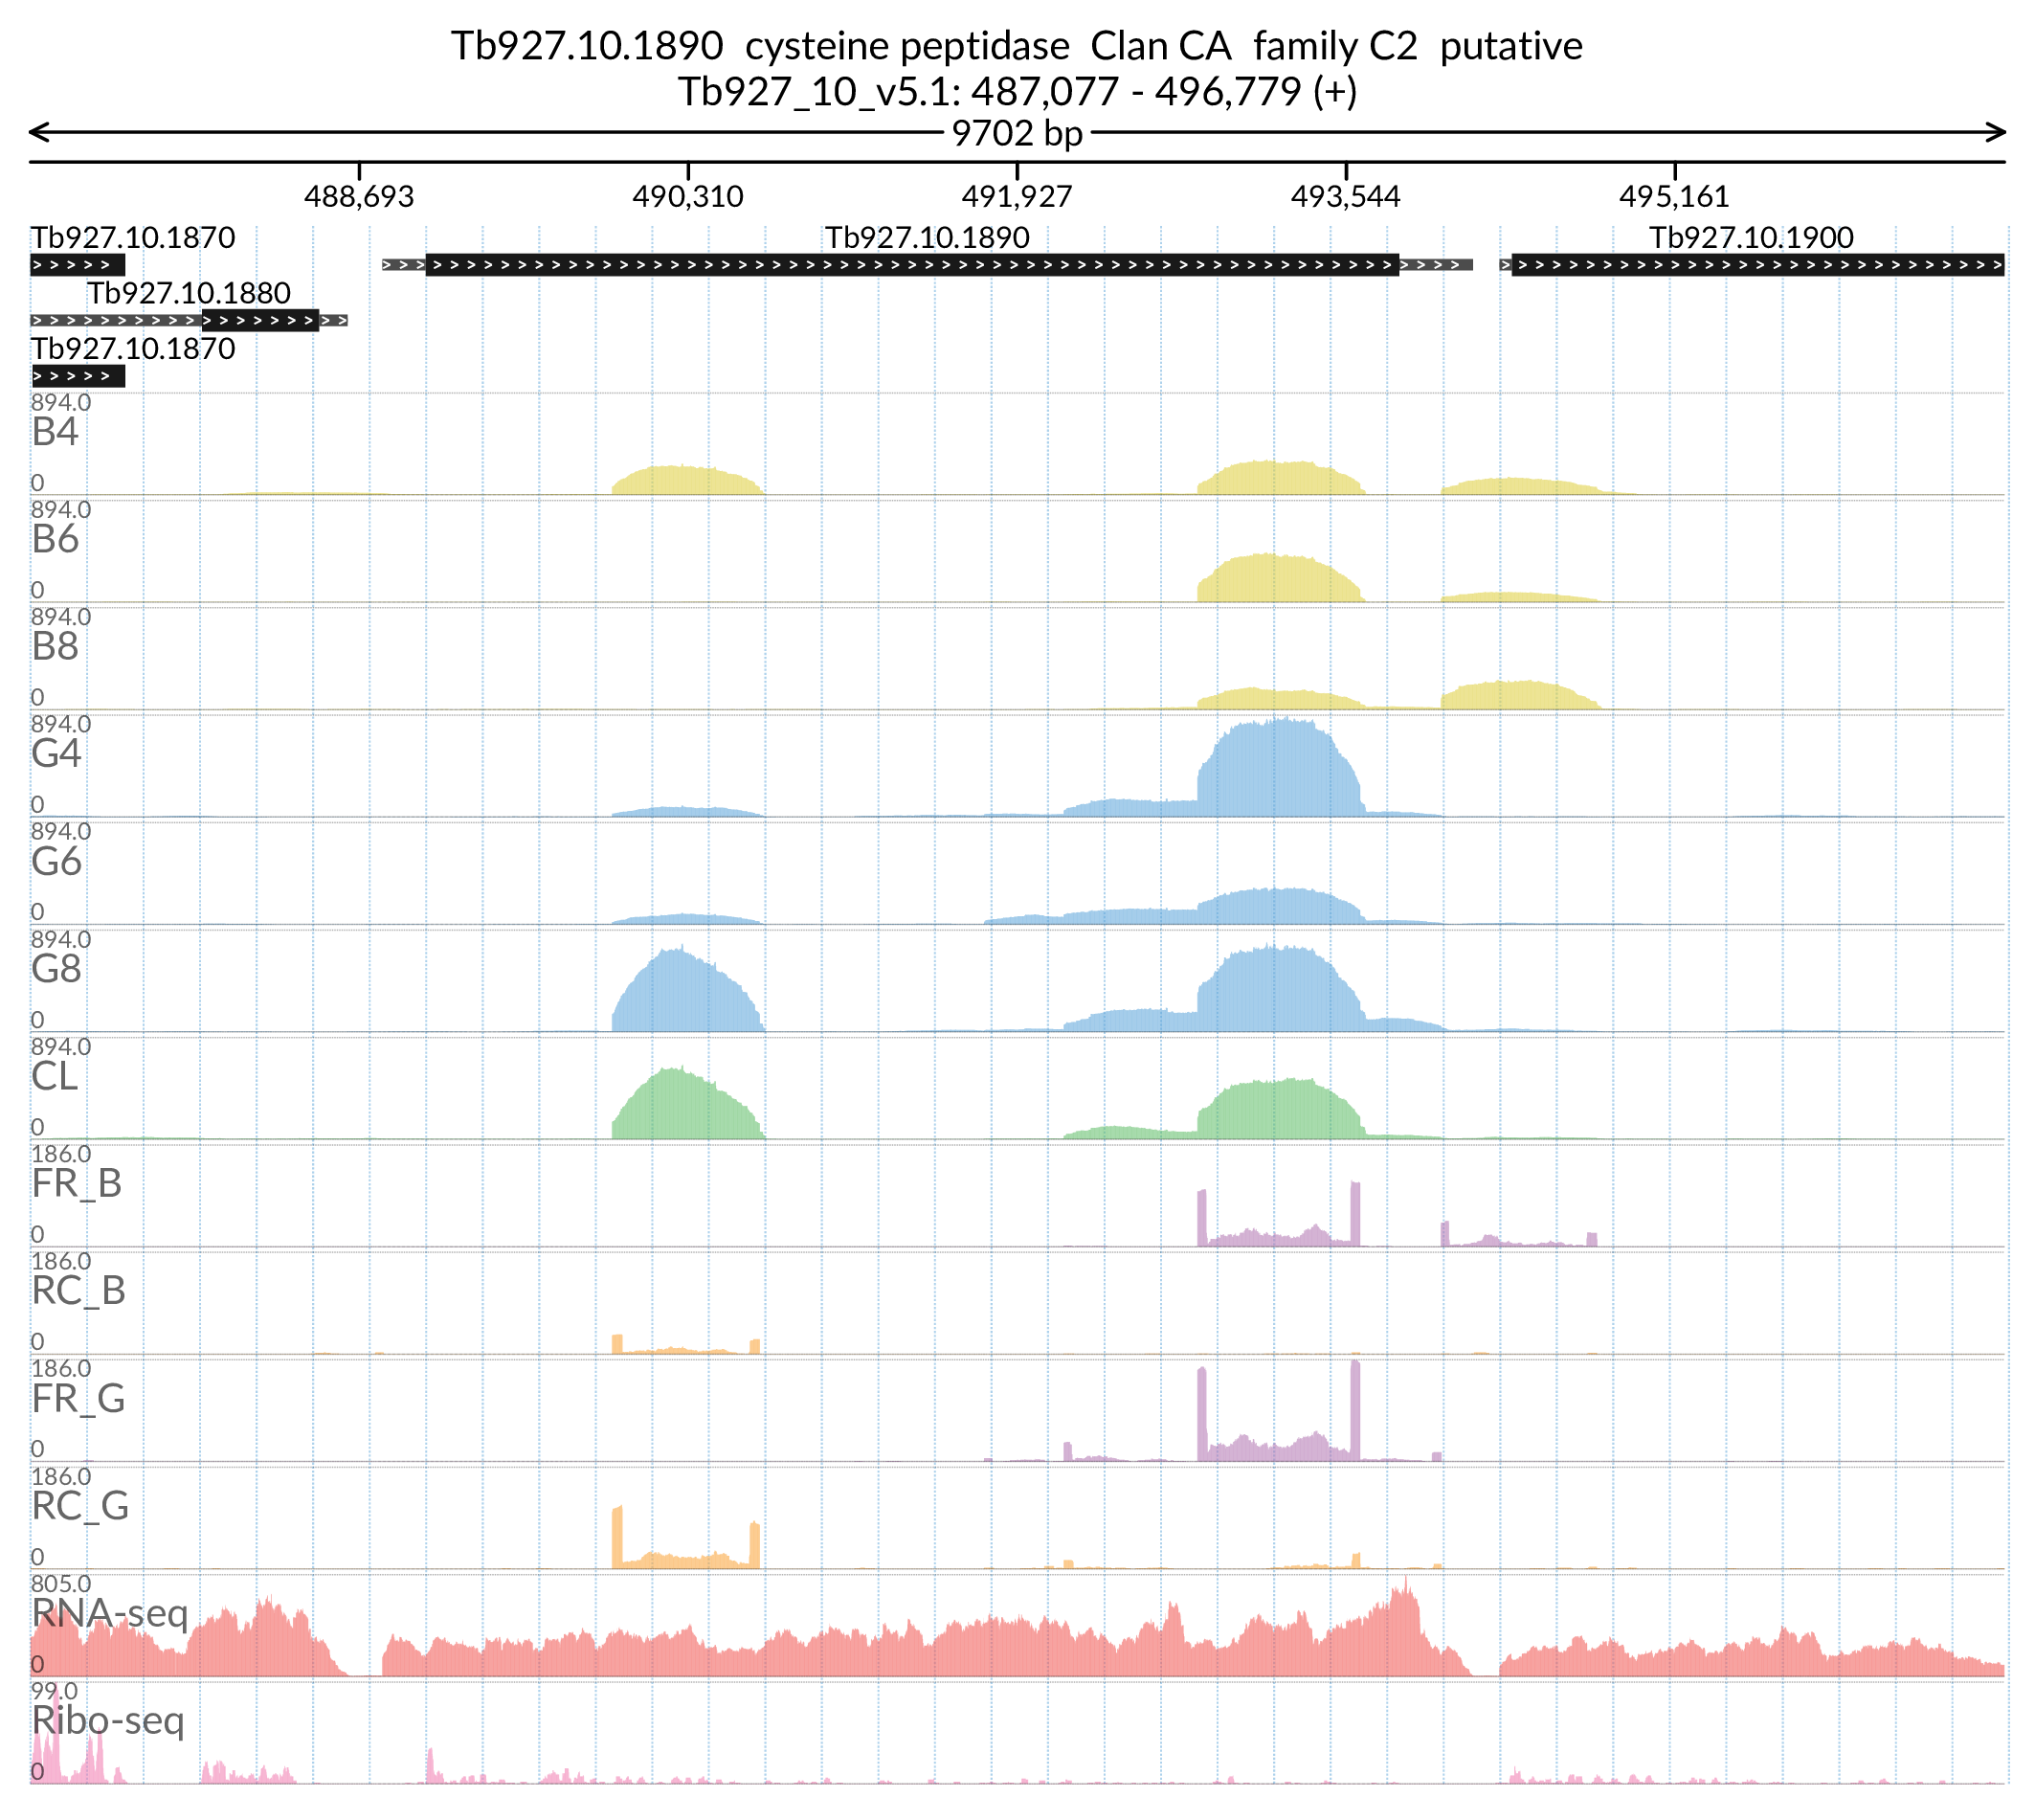 Tb927.10.1890 cysteine peptidase Clan CA family C2 putative
Tb927_10_v5.1: 487,077 - 496,779 (+)
9702 bp
488,693 490,310 491,927 493,544 495,161
Tb927.10.1870 Tb927.10.1890 Tb927.10.1900
Tb927.10.1880
Tb927.10.1870
894.0
B4
0
894.0
B6
0
894.0
B8
0
894.0
G4
0
894.0
G6
0
894.0
G8
0
894.0
CL
0
186.0
FR_B
0
186.0
RC_B
0
186.0
FR_G
0
186.0
RC_G
0
805.0
RNA-seq
0
99.0
Ribo-seq
0